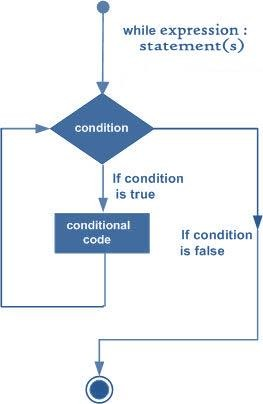 while expression :
statement(s)
condition
If condition
is true
conditional
code
If condition
is false